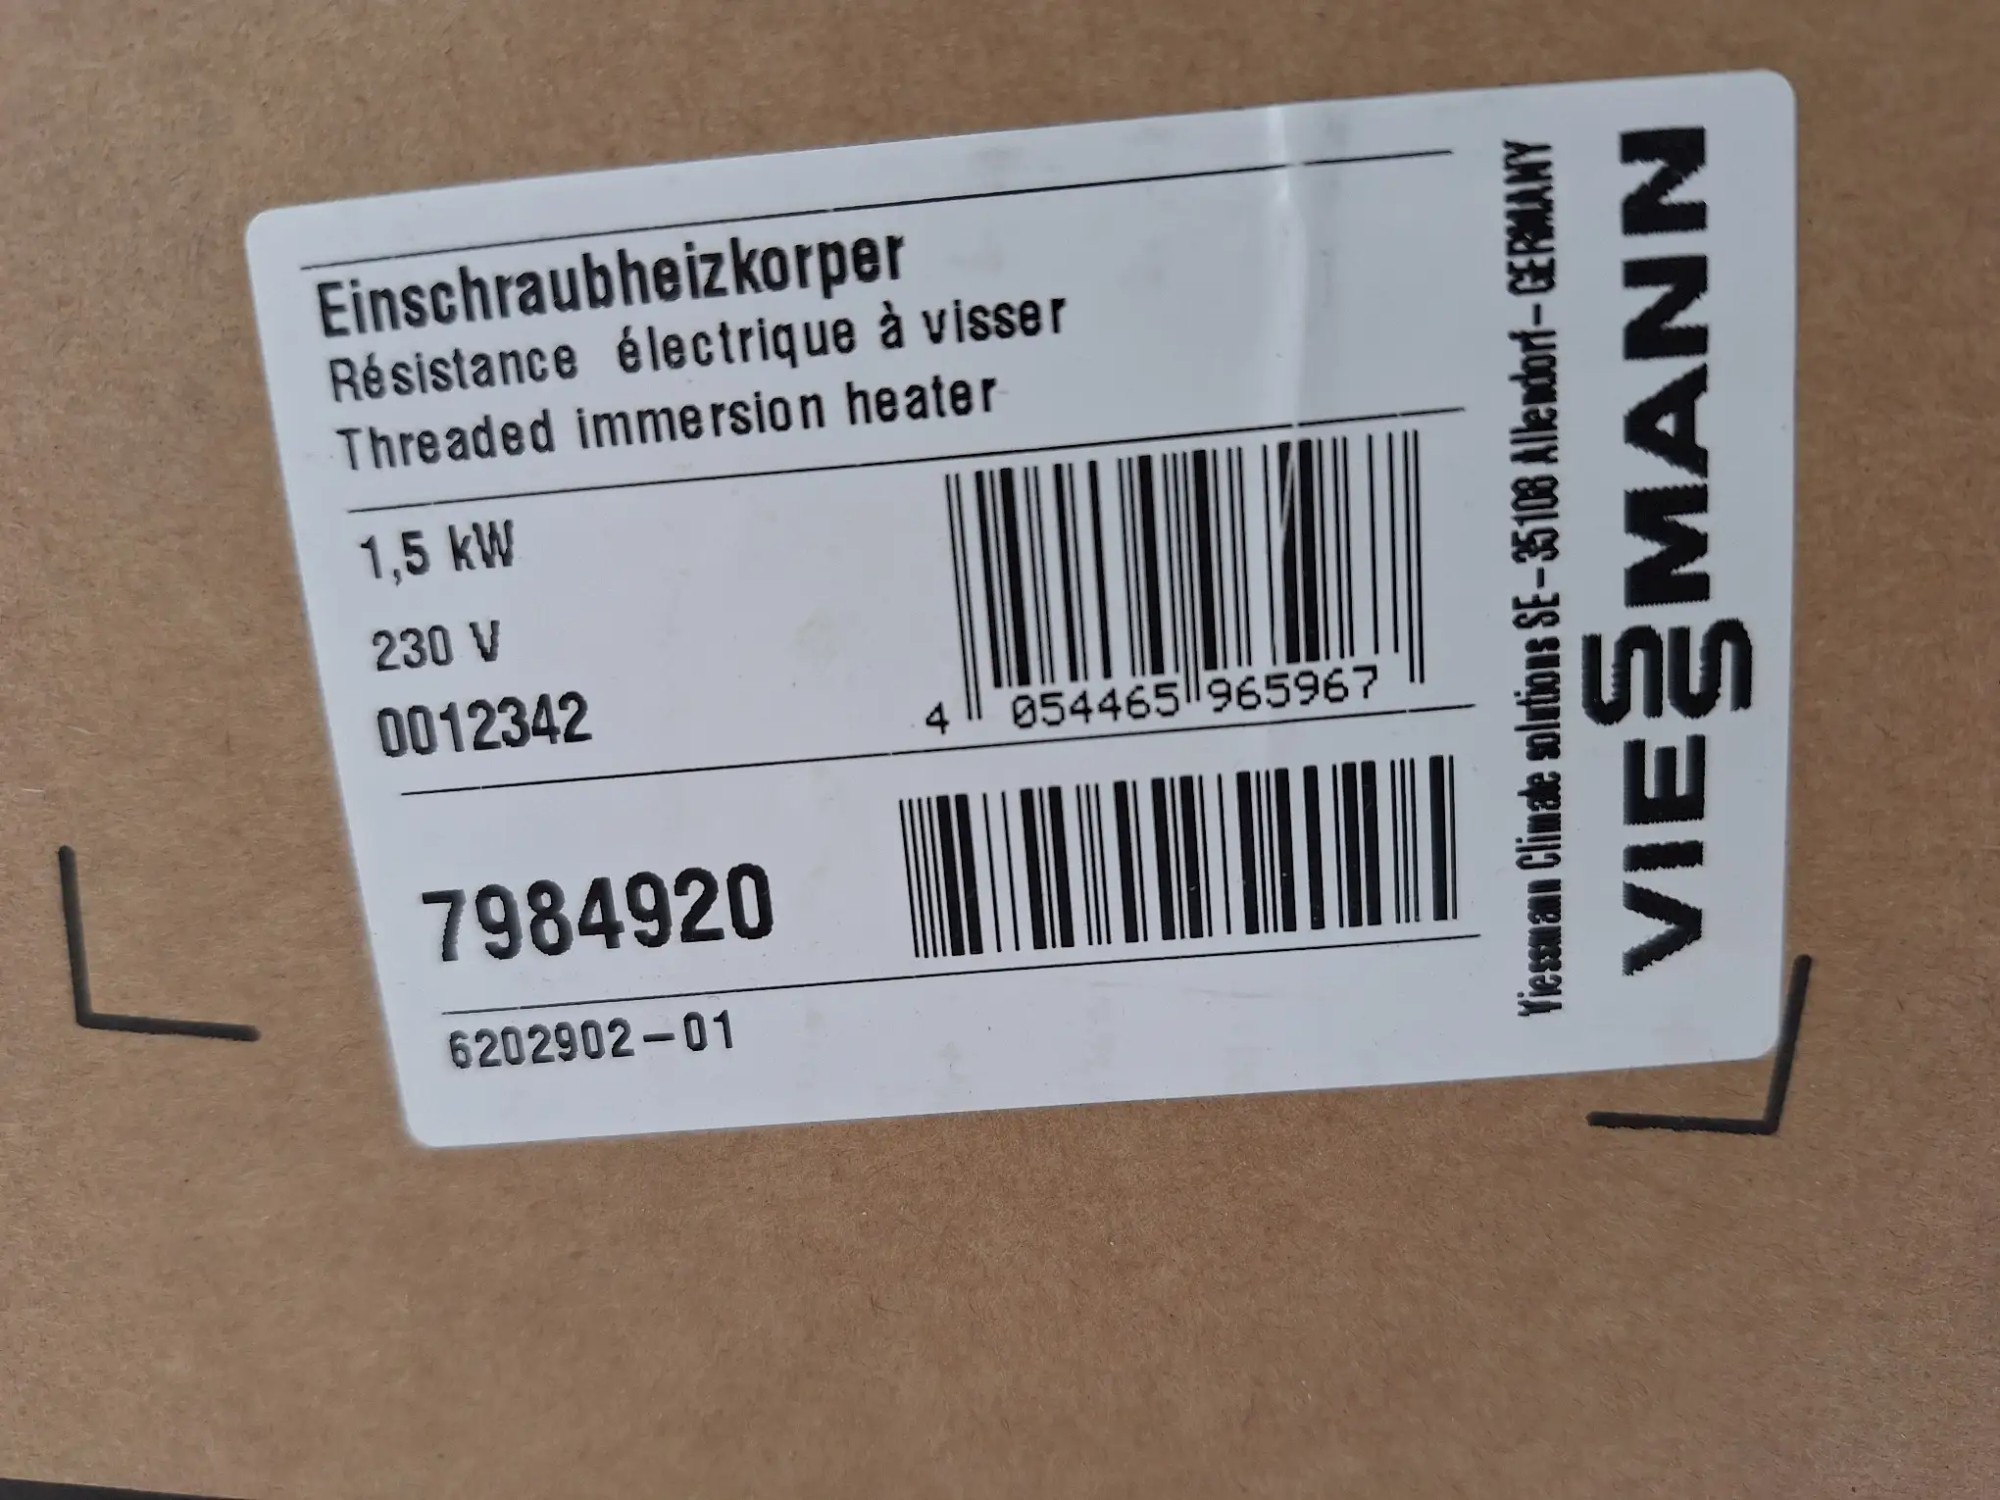 Einschraubheizkorper
Résistance électrique à visser
Threaded immersion heater
1,5 kW
230 V
0012342
4 054465 965967
7984920
6202902-01
Viessmann Climate solutions SE - 35108 Allendorf - GERMANY
VIESSMANN